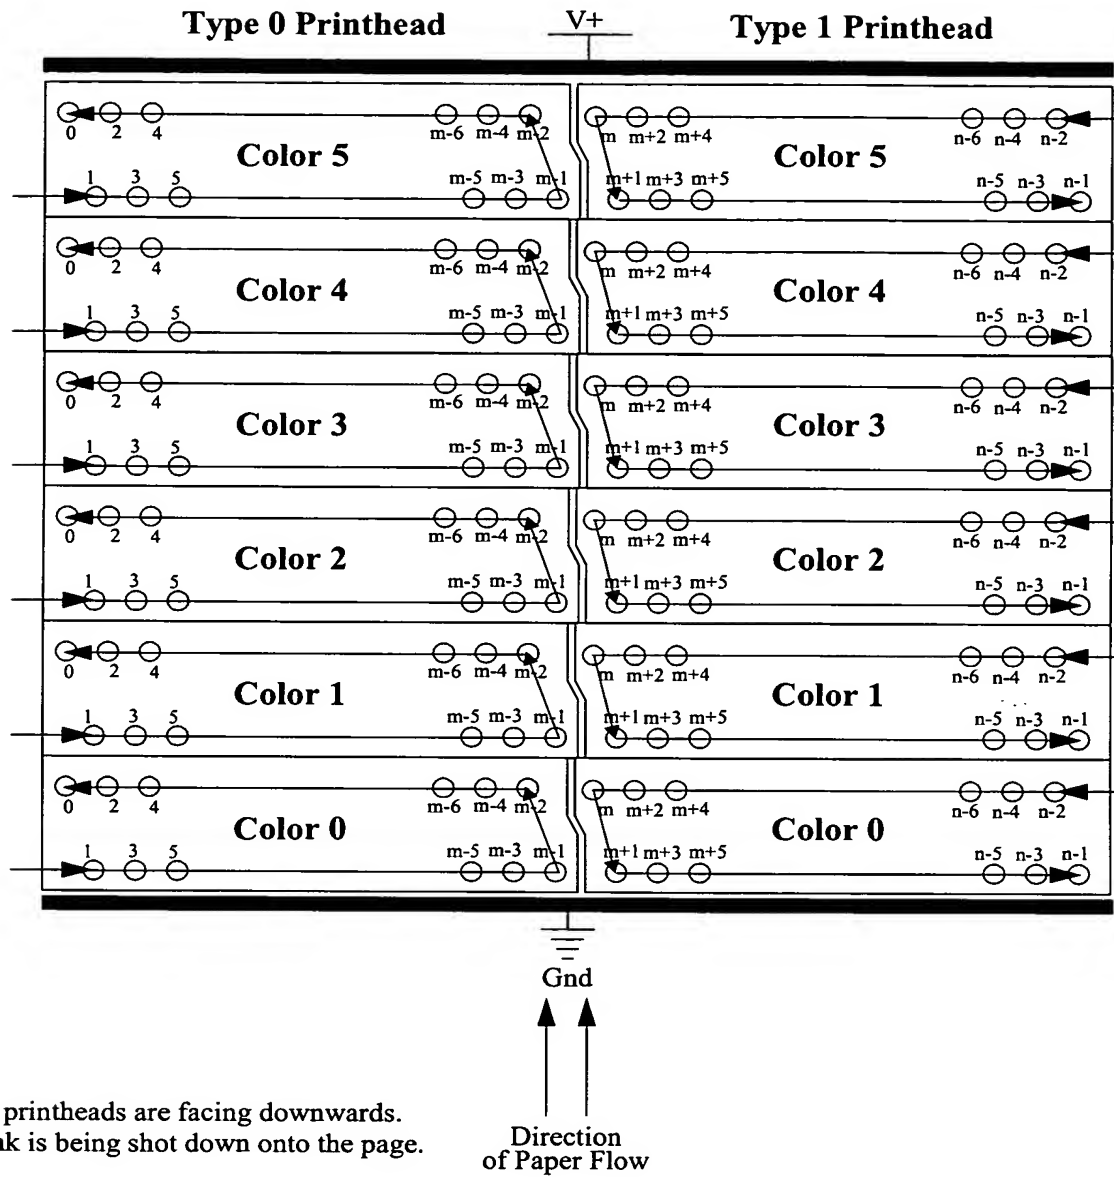 Type 0 Printhead V+ Type 1 Printhead
0 2 4 m-6 m-4 m-2 m m+2 m+4 n-6 n-4 n-2
Color 5 Color 5
1 3 5 m-5 m-3 m-1 m+1 m+3 m+5 n-5 n-3 n-1
0 2 4 m-6 m-4 m-2 m m+2 m+4 n-6 n-4 n-2
Color 4 Color 4
1 3 5 m-5 m-3 m-1 m+1 m+3 m+5 n-5 n-3 n-1
0 2 4 m-6 m-4 m-2 m m+2 m+4 n-6 n-4 n-2
Color 3 Color 3
1 3 5 m-5 m-3 m-1 m+1 m+3 m+5 n-5 n-3 n-1
0 2 4 m-6 m-4 m-2 m m+2 m+4 n-6 n-4 n-2
Color 2 Color 2
1 3 5 m-5 m-3 m-1 m+1 m+3 m+5 n-5 n-3 n-1
0 2 4 m-6 m-4 m-2 m m+2 m+4 n-6 n-4 n-2
Color 1 Color 1
1 3 5 m-5 m-3 m-1 m+1 m+3 m+5 n-5 n-3 n-1
0 2 4 m-6 m-4 m-2 m m+2 m+4 n-6 n-4 n-2
Color 0 Color 0
1 3 5 m-5 m-3 m-1 m+1 m+3 m+5 n-5 n-3 n-1
Gnd
printheads are facing downwards.
is being shot down onto the page.
Direction
of Paper Flow